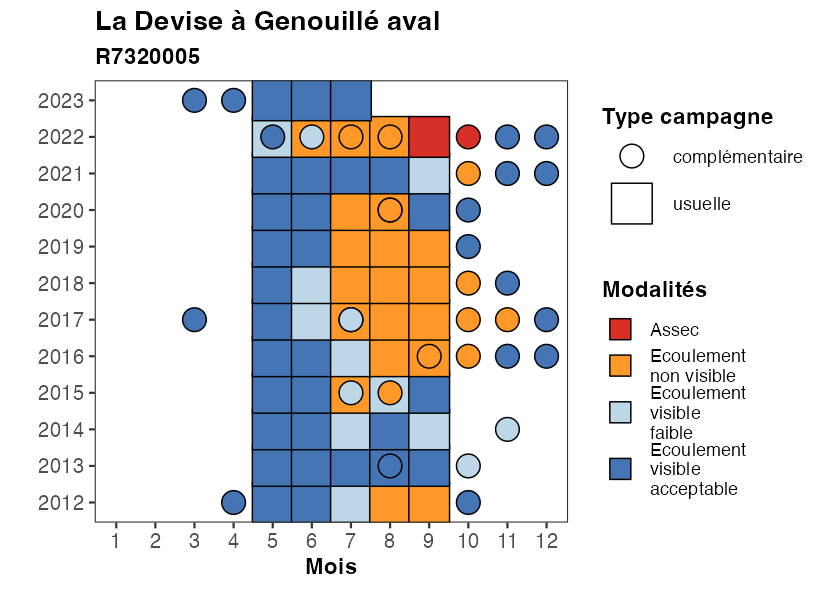 La Devise à Genouillé aval
R7320005
2023
2022
2021
2020
2019
2018
2017
2016
2015
2014
2013
2012
1 2 3 4 5 6 7 8 9 10 11 12
Mois
Type campagne
complémentaire
usuelle
Modalités
Assec
Ecoulement
non visible
Ecoulement
visible
faible
Ecoulement
visible
acceptable